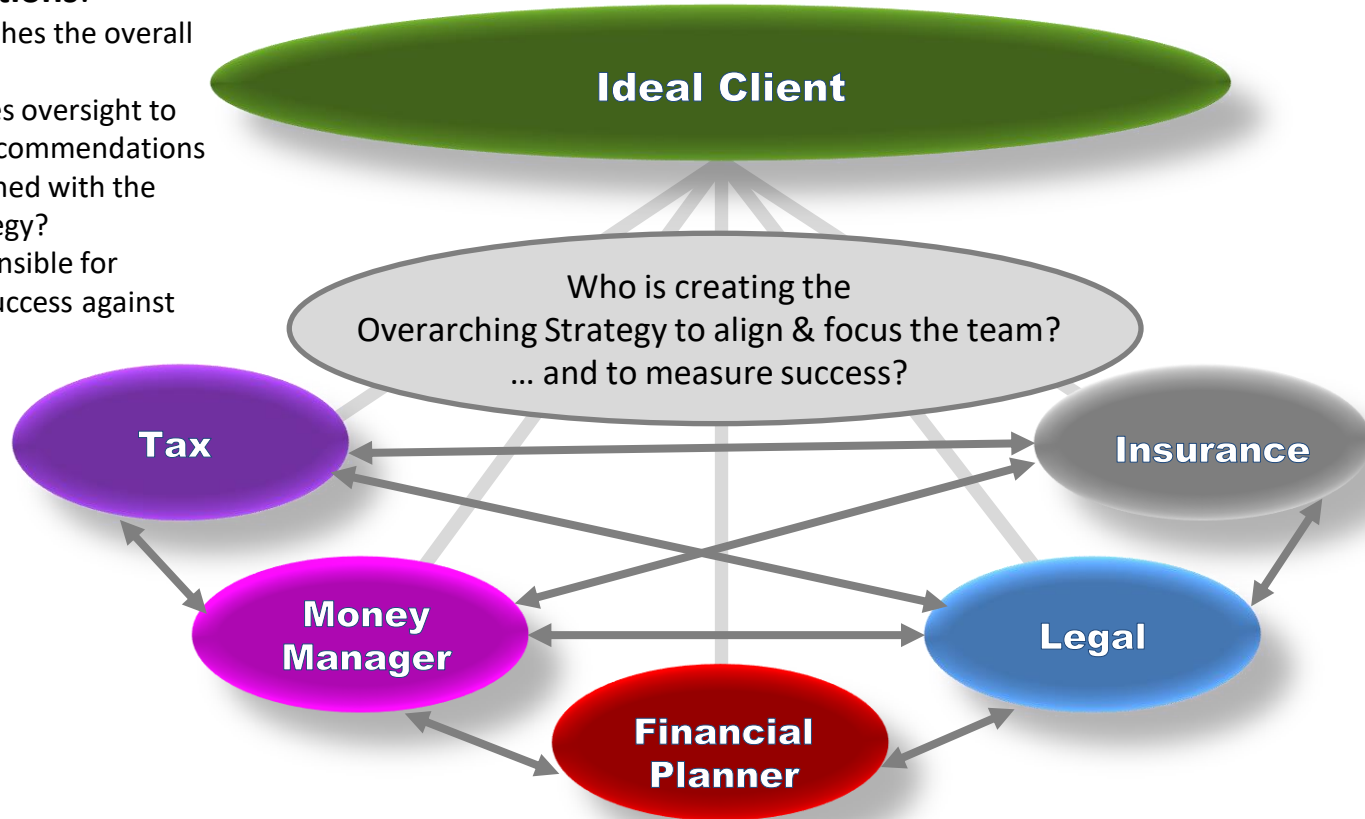 hes the overall
es oversight to
commendations
ned with the
egy?
nsible for
uccess against
Ideal Client
Who is creating the
Overarching Strategy to align & focus the team?
… and to measure success?
Tax
Insurance
Money
Manager
Legal
Financial
Planner